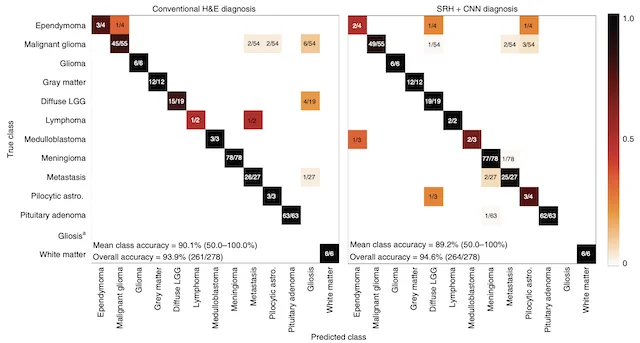 Conventional H&E diagnosis
SRH + CNN diagnosis
True class
Ependymoma 3/4 1/4 2/4 1/4 1/4
Malignant glioma 45/55 2/54 2/54 6/54 49/55 1/54 2/54 3/54
Glioma 6/6 6/6
Gray matter 12/12 12/12
Diffuse LGG 15/19 4/19 19/19
Lymphoma 1/2 1/2 2/2
Medulloblastoma 3/3 1/3 2/3
Meningioma 78/78 77/78 1/78
Metastasis 26/27 1/27 2/27 25/27
Pilocytic astro. 3/3 1/3 3/4
Pituitary adenoma 63/63 1/63 62/63
Gliosisª
White matter 6/6 6/6
Mean class accuracy = 90.1% (50.0–100.0%)
Overall accuracy = 93.9% (261/278)
Mean class accuracy = 89.2% (50.0–100%)
Overall accuracy = 94.6% (264/278)
Ependymoma
Malignant glioma
Glioma
Grey matter
Diffuse LGG
Lymphoma
Medulloblastoma
Meningioma
Metastasis
Pilocytic astro.
Pituitary adenoma
Gliosis
White matter
Ependymoma
Malignant glioma
Glioma
Grey matter
Diffuse LGG
Lymphoma
Medulloblastoma
Meningioma
Metastasis
Pilocytic astro.
Pituitary adenoma
Gliosis
White matter
Predicted class
1.0
0.5
0